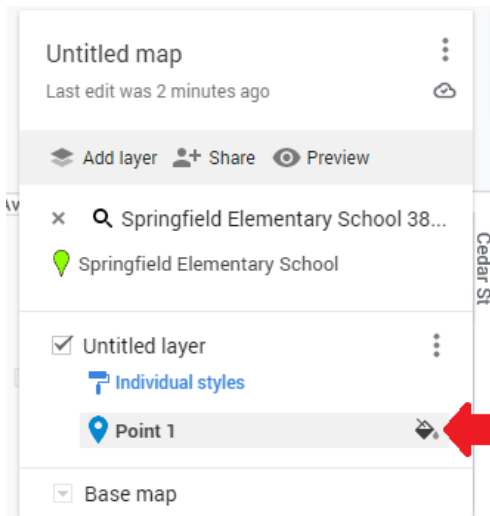 Untitled map
Last edit was 2 minutes ago
Add layer Share Preview
Springfield Elementary School 38...
Springfield Elementary School
Cedar St
Untitled layer
Individual styles
Point 1
Base map